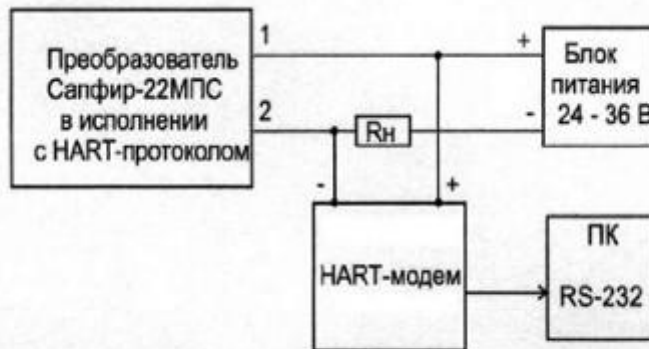 Преобразователь
Сапфир-22МПС
в исполнении
с HART-протоколом
1
2
Rн
+
-
Блок
питания
24 - 36 В
-
+
HART-модем
ПК
RS-232